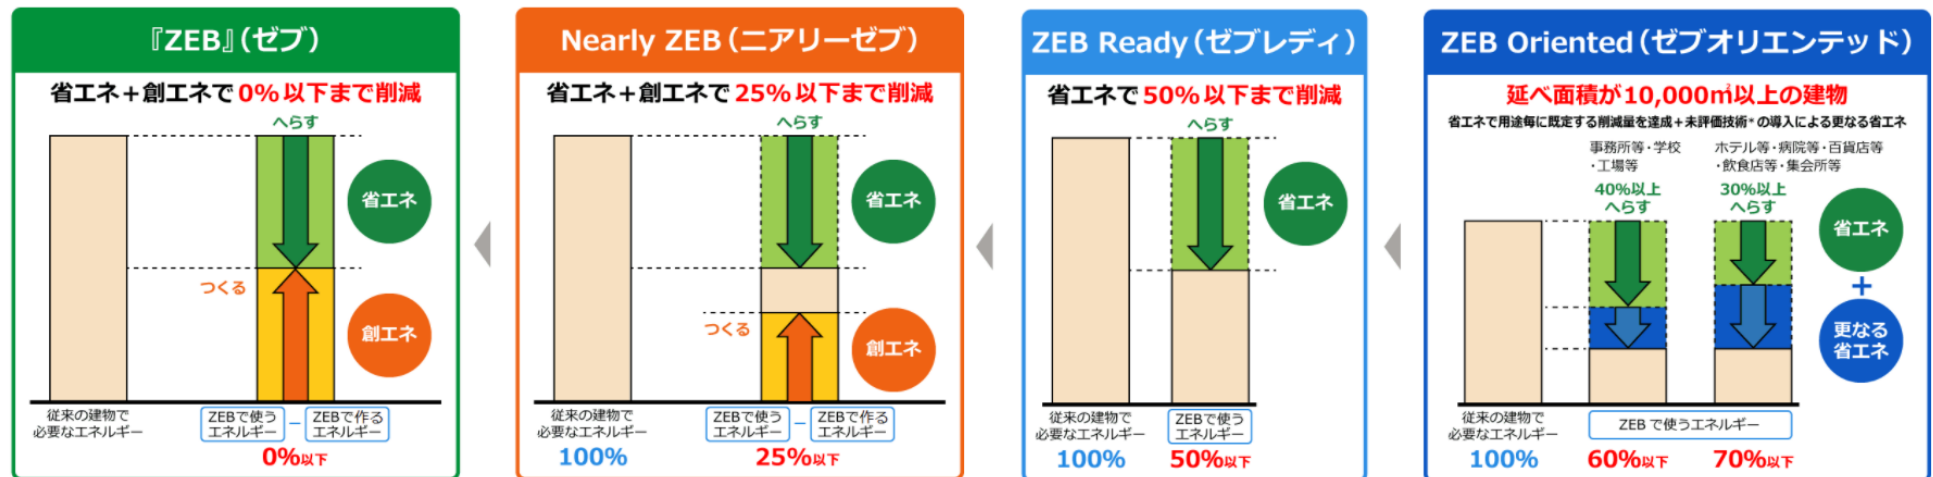 『ZEB』（ゼブ）
省エネ＋創エネで0%以下まで削減
へらす
省エネ
つくる
創エネ
従来の建物で
必要なエネルギー
ZEBで使う
エネルギー
−
ZEBで作る
エネルギー
0%以下
Nearly ZEB（ニアリーゼブ）
省エネ＋創エネで25%以下まで削減
へらす
省エネ
つくる
創エネ
従来の建物で
必要なエネルギー
100%
ZEBで使う
エネルギー
−
ZEBで作る
エネルギー
25%以下
ZEB Ready（ゼブレディ）
省エネで50%以下まで削減
へらす
省エネ
従来の建物で
必要なエネルギー
100%
ZEBで使う
エネルギー
50%以下
ZEB Oriented（ゼブオリエンテッド）
延べ面積が10,000㎡以上の建物
省エネで用途毎に既定する削減量を達成＋未評価技術*の導入による更なる省エネ
事務所等・学校
・工場等
40%以上
へらす
ホテル等・病院等・百貨店等
・飲食店等・集会所等
30%以上
へらす
省エネ
+
更なる
省エネ
従来の建物で
必要なエネルギー
100%
ZEBで使うエネルギー
60%以下
70%以下